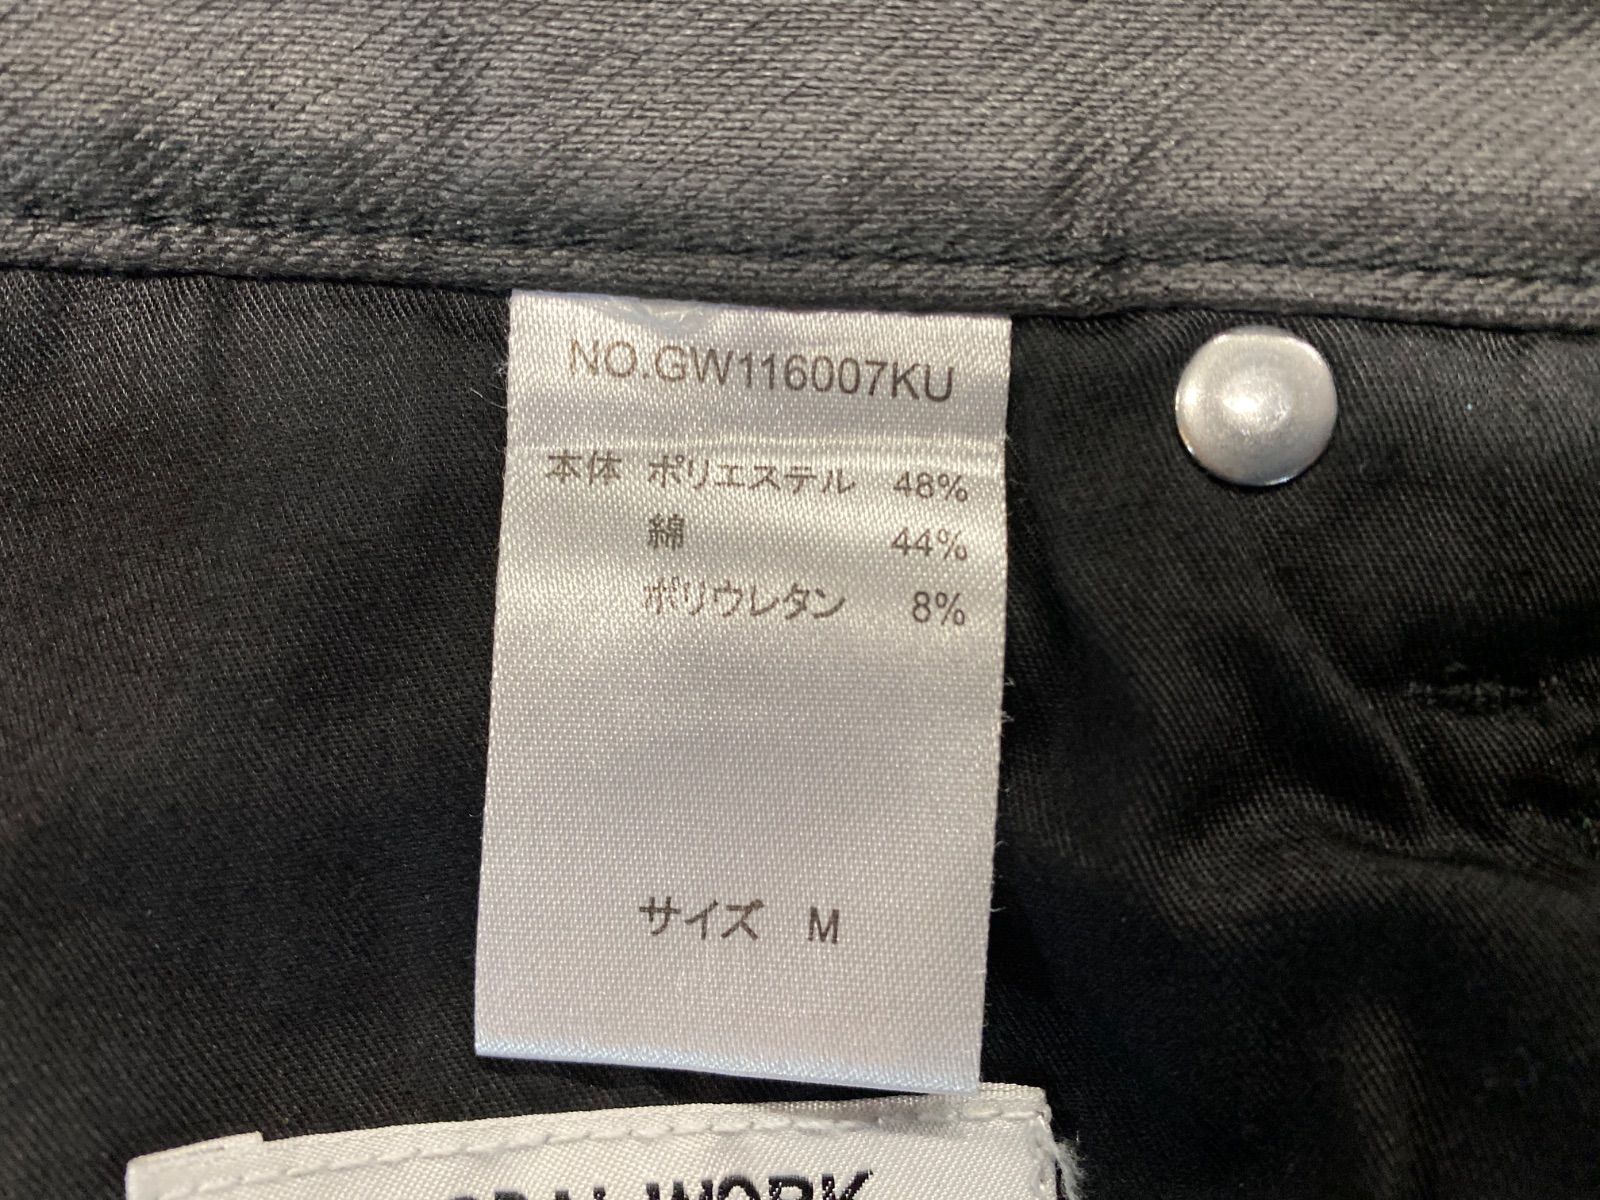 NO.GW116007KU
本体 ポリエステル 48%
綿 44%
ポリウレタン 8%
サイズ M
WORK